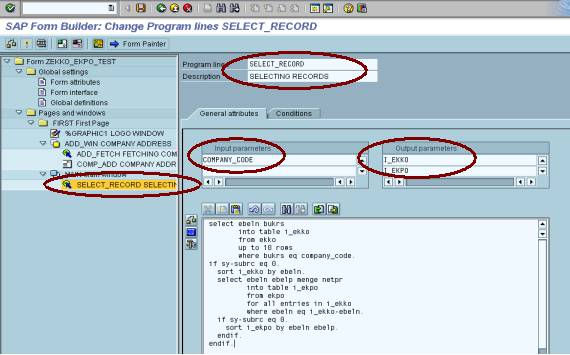 SAP Form Builder: Change Program lines SELECT_RECORD
Form Painter
Form ZEKKO_EKPO_TEST
Global settings
Form attributes
Form interface
Global definitions
Pages and windows
FIRST First Page
%GRAPHIC1 LOGO WINDOW
ADD_WIN COMPANY ADDRESS
ADD_FETCH FETCHING COM
COMP_ADD COMPANY ADDR
MAIN Main Window
SELECT_RECORD SELECTIN
Program line
SELECT_RECORD
Description
SELECTING RECORDS
General attributes
Conditions
Input parameters
COMPANY_CODE
Output parameters
I_EKKO
I_EKPO
select ebeln bukrs
into table i_ekko
from ekko
up to 10 rows
where bukrs eq company_code.
if sy-subrc eq 0.
sort i_ekko by ebeln.
select ebeln ebelp menge netpr
into table i_ekpo
from ekpo
for all entries in i_ekko
where ebeln eq i_ekko-ebeln.
if sy-subrc eq 0.
sort i_ekpo by ebeln ebelp.
endif.
endif.